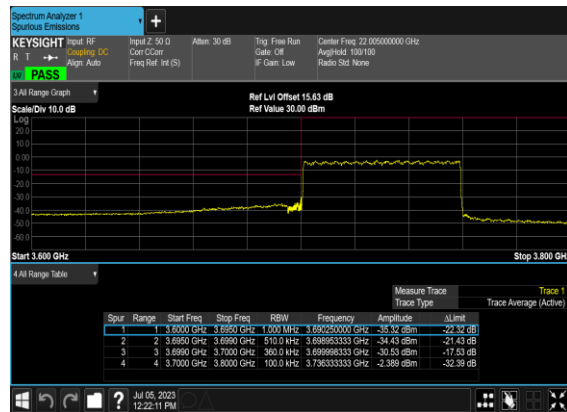 Spectrum Analyzer 1
Spurious Emissions
KEYSIGHT Input: RF Input Z: 50 Ω Atten: 30 dB Trig: Free Run Center Freq: 22.005000000 GHz
R T Coupling: DC Corr CCorr Gate: Off Avg|Hold: 100/100
Align: Auto Freq Ref: Int (S) IF Gain: Low Radio Std: None
LXI PASS
3 All Range Graph
Ref Lvl Offset 15.63 dB
Scale/Div 10.0 dB Ref Value 30.00 dBm
Log
20.0
10.0
0.00
-10.0
-20.0
-30.0
-40.0
-50.0
-60.0
Start 3.600 GHz Stop 3.800 GHz
4 All Range Table
Measure Trace Trace 1
Trace Type Trace Average (Active)
Spur Range Start Freq Stop Freq RBW Frequency Amplitude ΔLimit
1 1 3.6000 GHz 3.6950 GHz 1.000 MHz 3.690250000 GHz -35.32 dBm -22.32 dB
2 2 3.6950 GHz 3.6990 GHz 510.0 kHz 3.698953333 GHz -34.43 dBm -21.43 dB
3 3 3.6990 GHz 3.7000 GHz 360.0 kHz 3.699998333 GHz -30.53 dBm -17.53 dB
4 4 3.7000 GHz 3.8000 GHz 100.0 kHz 3.736333333 GHz -2.389 dBm -32.39 dB
? Jul 05, 2023
12:22:11 PM